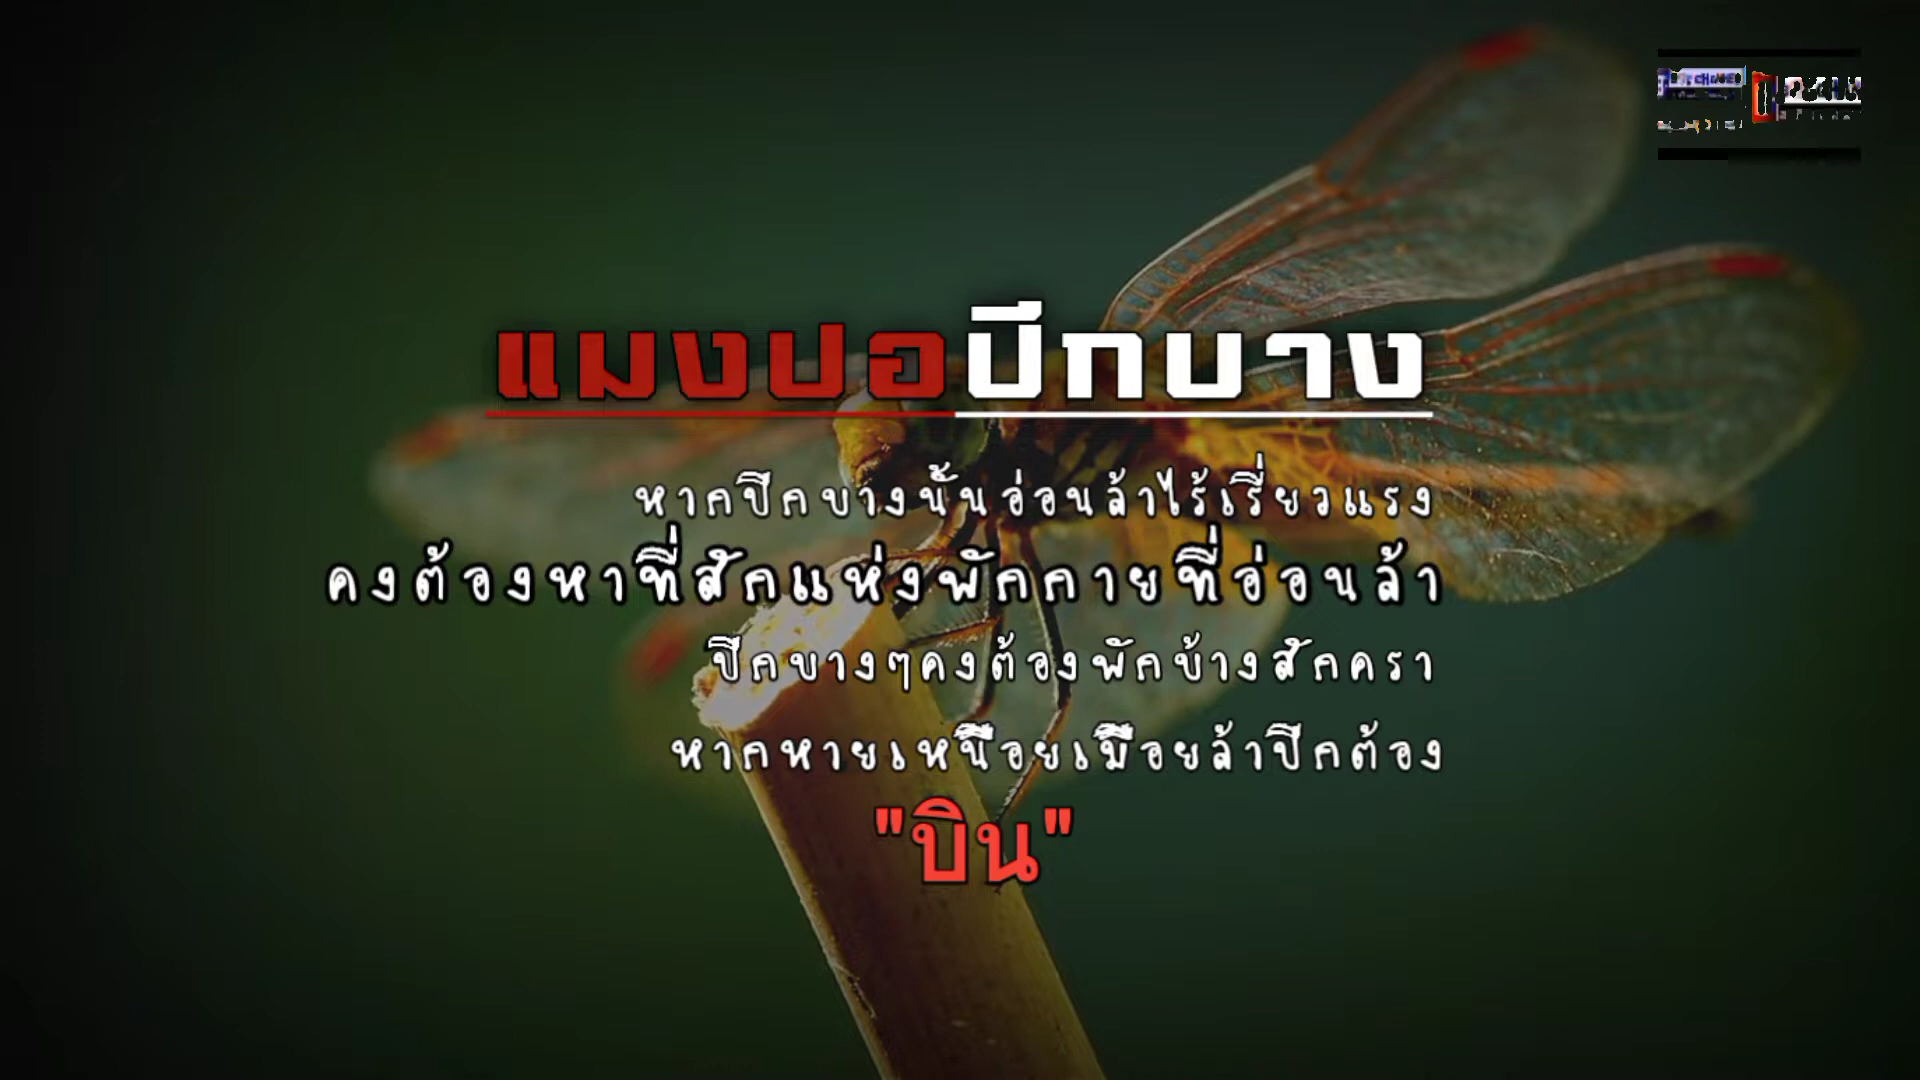 แมงปอปีกบาง
หากปีกบางนั้นอ่อนล้าไร้เรี่ยวแรง
คงต้องหาที่สักแห่งพักกายที่อ่อนล้า
ปีกบางๆคงต้องพักบ้างสักครา
หากหายเหนื่อยเมื่อยล้าปีกต้อง
"บิน"